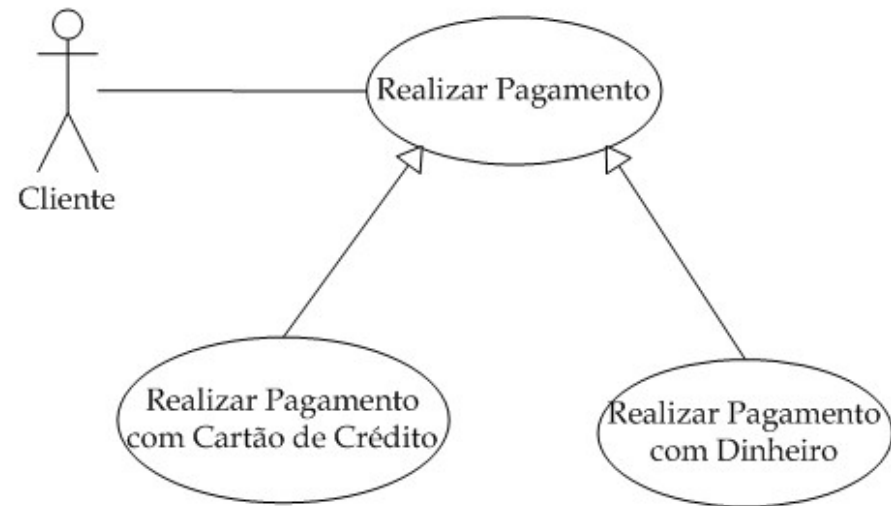 Realizar Pagamento
Cliente
Realizar Pagamento
com Cartão de Crédito
Realizar Pagamento
com Dinheiro